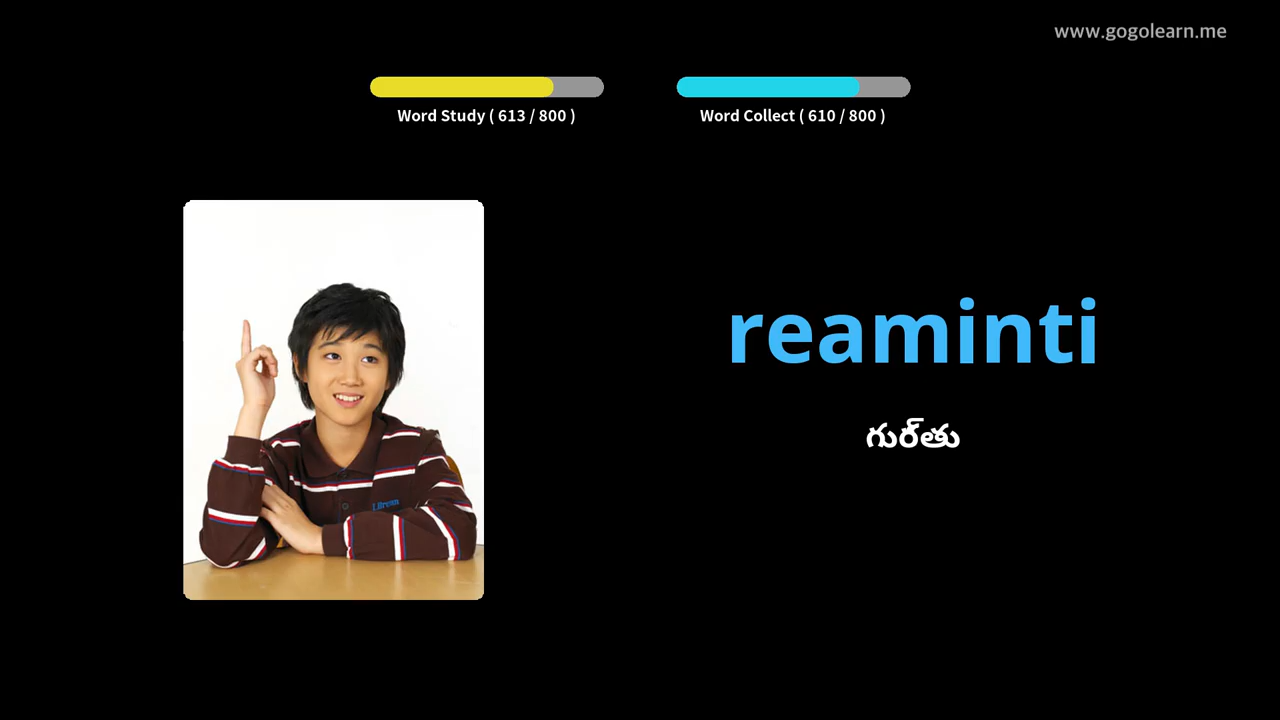 www.gogolearn.me
Word Study ( 613 / 800 )
Word Collect ( 610 / 800 )
reaminti
గుర్తు